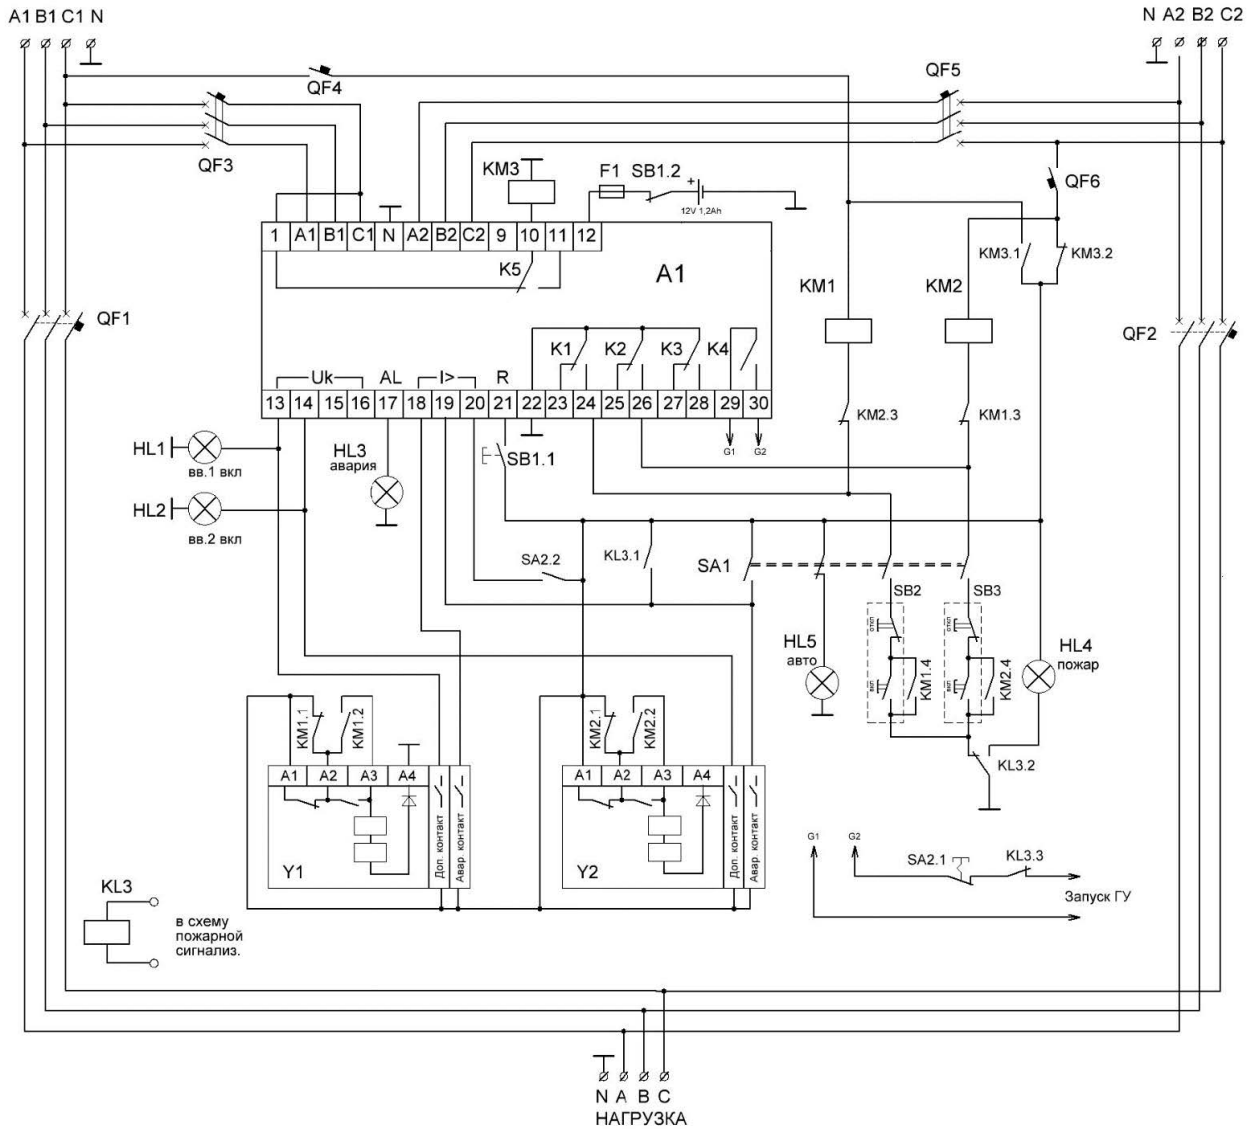 A1 B1 C1 N
N A2 B2 C2
QF4
QF5
QF3
KM3
F1 SB1.2
+
12V 1,2Ah
QF6
1 A1 B1 C1 N A2 B2 C2 9 10 11 12
K5
A1
KM3.1
KM3.2
KM1
KM2
QF1
QF2
K1 K2 K3 K4
Uk AL I> R
13 14 15 16 17 18 19 20 21 22 23 24 25 26 27 28 29 30
KM2.3
KM1.3
HL1
вв.1 вкл
HL3
авария
SB1.1
G1 G2
HL2
вв.2 вкл
SA2.2
KL3.1
SA1
SB2
SB3
откл
откл
HL5
авто
HL4
пожар
вкл
KM1.4
вкл
KM2.4
KM1.1
KM1.2
KM2.1
KM2.2
KL3.2
A1 A2 A3 A4
A1 A2 A3 A4
Доп. контакт
Авар. контакт
Доп. контакт
Авар. контакт
Y1
Y2
G1 G2
SA2.1
KL3.3
Запуск ГУ
KL3
в схему
пожарной
сигнализ.
N A B C
НАГРУЗКА